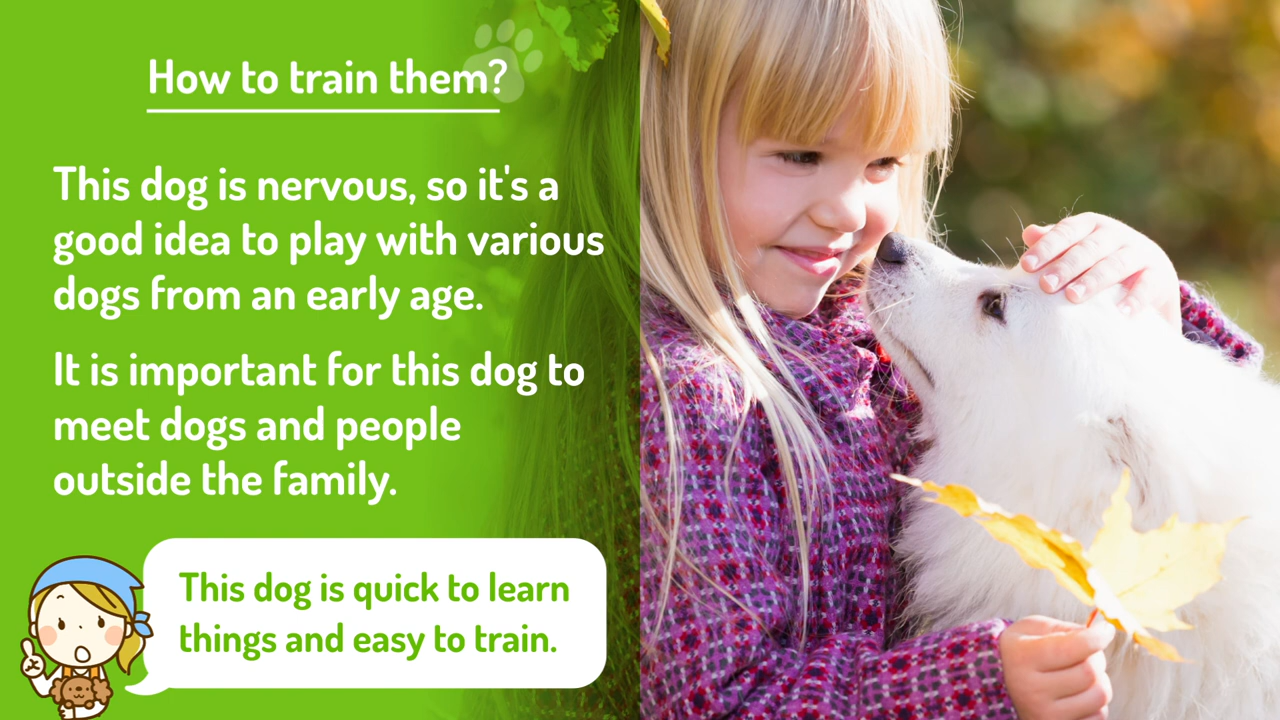 How to train them?
This dog is nervous, so it's a
good idea to play with various
dogs from an early age.
It is important for this dog to
meet dogs and people
outside the family.
This dog is quick to learn
things and easy to train.